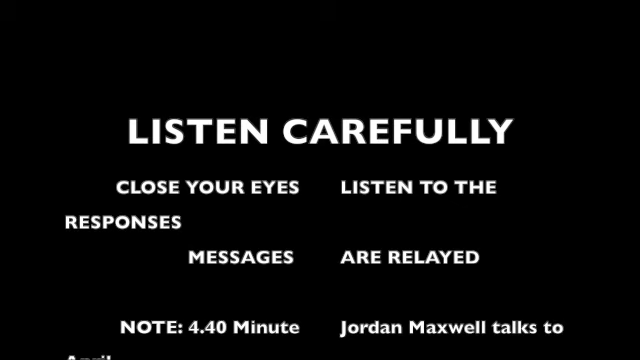 LISTEN CAREFULLY
CLOSE YOUR EYES LISTEN TO THE
RESPONSES
MESSAGES ARE RELAYED
NOTE: 4.40 Minute Jordan Maxwell talks to
April